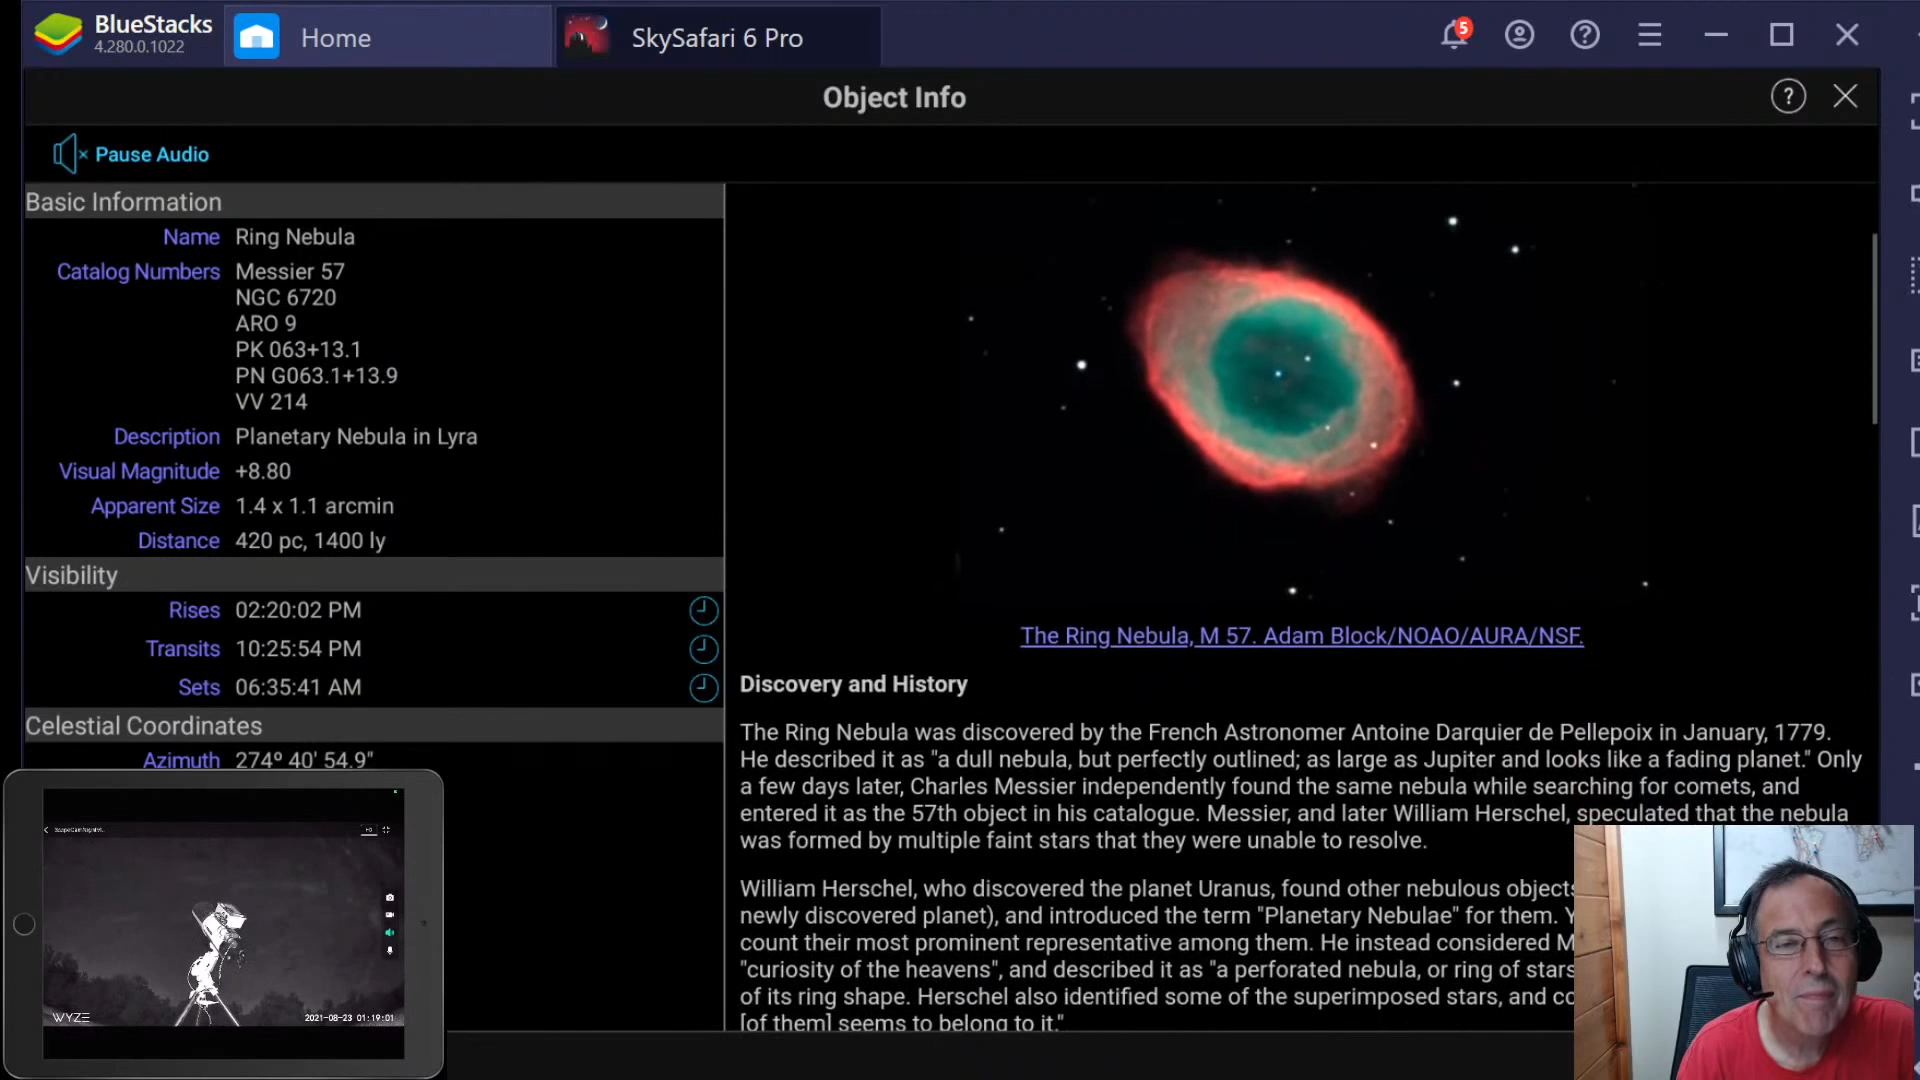 BlueStacks
4.280.0.1022
Home
SkySafari 6 Pro
5
Object Info
?
Pause Audio
Basic Information
Name Ring Nebula
Catalog Numbers Messier 57
NGC 6720
ARO 9
PK 063+13.1
PN G063.1+13.9
VV 214
Description Planetary Nebula in Lyra
Visual Magnitude +8.80
Apparent Size 1.4 x 1.1 arcmin
Distance 420 pc, 1400 ly
Visibility
Rises 02:20:02 PM
Transits 10:25:54 PM
Sets 06:35:41 AM
Celestial Coordinates
Azimuth 274º 40' 54.9"
The Ring Nebula, M 57. Adam Block/NOAO/AURA/NSF.
Discovery and History
The Ring Nebula was discovered by the French Astronomer Antoine Darquier de Pellepoix in January, 1779.
He described it as "a dull nebula, but perfectly outlined; as large as Jupiter and looks like a fading planet." Only
a few days later, Charles Messier independently found the same nebula while searching for comets, and
entered it as the 57th object in his catalogue. Messier, and later William Herschel, speculated that the nebula
was formed by multiple faint stars that they were unable to resolve.
William Herschel, who discovered the planet Uranus, found other nebulous objects
newly discovered planet), and introduced the term "Planetary Nebulae" for them. Y
count their most prominent representative among them. He instead considered M
"curiosity of the heavens", and described it as "a perforated nebula, or ring of stars
of its ring shape. Herschel also identified some of the superimposed stars, and co
[of them] seems to belong to it."
HD
WYZE
2021-08-23 01:19:01